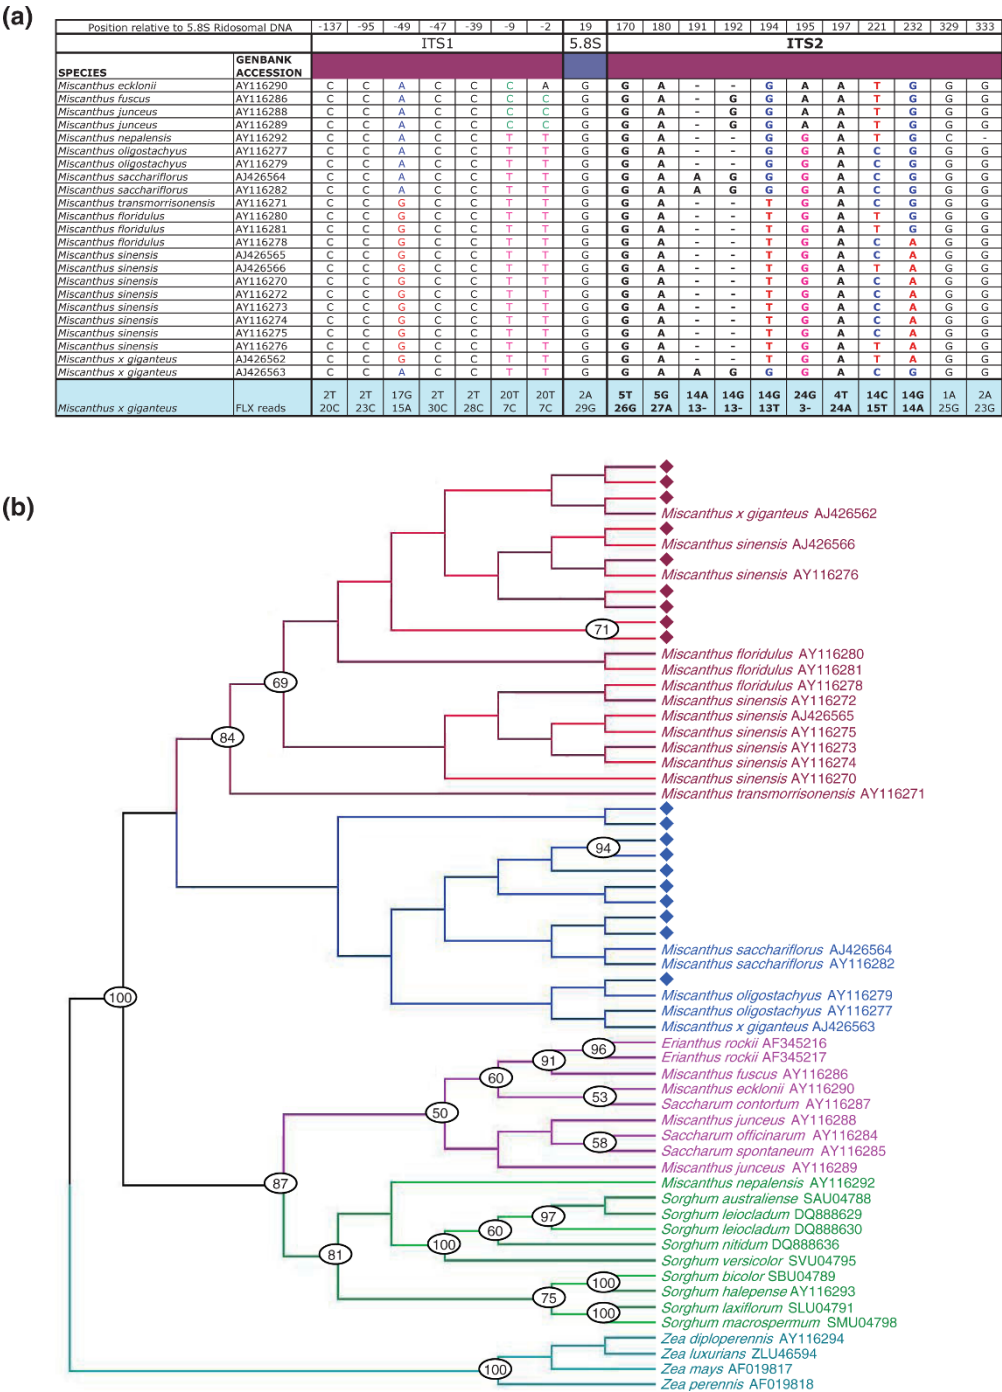 (a)
Position relative to 5.8S Ridosomal DNA -137 -95 -49 -47 -39 -9 -2 19 170 180 191 192 194 195 197 221 232 329 333
ITS1 5.8S ITS2
SPECIES GENBANK ACCESSION
Miscanthus ecklonii AY116290 C C A C C C A G G A - - G A A T G G G
Miscanthus fuscus AY116286 C C A C C C C G G A - G G A A T G G G
Miscanthus junceus AY116288 C C A C C C C G G A - G G A A T G G G
Miscanthus junceus AY116289 C C A C C C C G G A - G G A A T G G G
Miscanthus nepalensis AY116292 C C A C C T T G G A - - G G A T G C -
Miscanthus oligostachyus AY116277 C C A C C T T G G A - - G G A C G G G
Miscanthus oligostachyus AY116279 C C A C C T T G G A - - G G A C G G G
Miscanthus sacchariflorus AJ426564 C C A C C T T G G A A G G G A C G G G
Miscanthus sacchariflorus AY116282 C C A C C T T G G A A G G G A C G G G
Miscanthus transmorrisonensis AY116271 C C G C C T T G G A - - T G A C G G G
Miscanthus floridulus AY116280 C C G C C T T G G A - - T G A T G G G
Miscanthus floridulus AY116281 C C G C C T T G G A - - T G A T G G G
Miscanthus floridulus AY116278 C C G C C T T G G A - - T G A C A G G
Miscanthus sinensis AJ426565 C C G C C T T G G A - - T G A C A G G
Miscanthus sinensis AJ426566 C C G C C T T G G A - - T G A T A G G
Miscanthus sinensis AY116270 C C G C C T T G G A - - T G A C A G G
Miscanthus sinensis AY116272 C C G C C T T G G A - - T G A C A G G
Miscanthus sinensis AY116273 C C G C C T T G G A - - T G A C A G G
Miscanthus sinensis AY116274 C C G C C T T G G A - - T G A C A G G
Miscanthus sinensis AY116275 C C G C C T T G G A - - T G A C A G G
Miscanthus sinensis AY116276 C C G C C T T G G A - - T G A T A G G
Miscanthus x giganteus AJ426562 C C G C C T T G G A - - T G A T A G G
Miscanthus x giganteus AJ426563 C C A C C T T G G A A G G G A C G G G
2T 2T 17G 2T 2T 20T 20T 2A 5T 5G 14A 14G 14G 24G 4T 14C 14G 1A 2A
Miscanthus x giganteus FLX reads 20C 23C 15A 30C 28C 7C 7C 29G 26G 27A 13- 13- 13T 3- 24A 15T 14A 25G 23G
(b)
Miscanthus x giganteus AJ426562
Miscanthus sinensis AJ426566
Miscanthus sinensis AY116276
71
Miscanthus floridulus AY116280
Miscanthus floridulus AY116281
69
Miscanthus floridulus AY116278
Miscanthus sinensis AY116272
Miscanthus sinensis AJ426565
Miscanthus sinensis AY116275
84
Miscanthus sinensis AY116273
Miscanthus sinensis AY116274
Miscanthus sinensis AY116270
Miscanthus transmorrisonensis AY116271
94
Miscanthus sacchariflorus AJ426564
Miscanthus sacchariflorus AY116282
Miscanthus oligostachyus AY116279
100
Miscanthus oligostachyus AY116277
Miscanthus x giganteus AJ426563
Erianthus rockii AF345216
96
Erianthus rockii AF345217
91
Miscanthus fuscus AY116286
60
Miscanthus ecklonii AY116290
53
Saccharum contortum AY116287
50
Miscanthus junceus AY116288
Saccharum officinarum AY116284
58
Saccharum spontaneum AY116285
Miscanthus junceus AY116289
87
Miscanthus nepalensis AY116292
Sorghum australiense SAU04788
97
Sorghum leiocladum DQ888629
60
Sorghum leiocladum DQ888630
100
Sorghum nitidum DQ888636
81
Sorghum versicolor SVU04795
Sorghum bicolor SBU04789
100
Sorghum halepense AY116293
75
Sorghum laxiflorum SLU04791
100
Sorghum macrospermum SMU04798
Zea diploperennis AY116294
Zea luxurians ZLU46594
100
Zea mays AF019817
Zea perennis AF019818